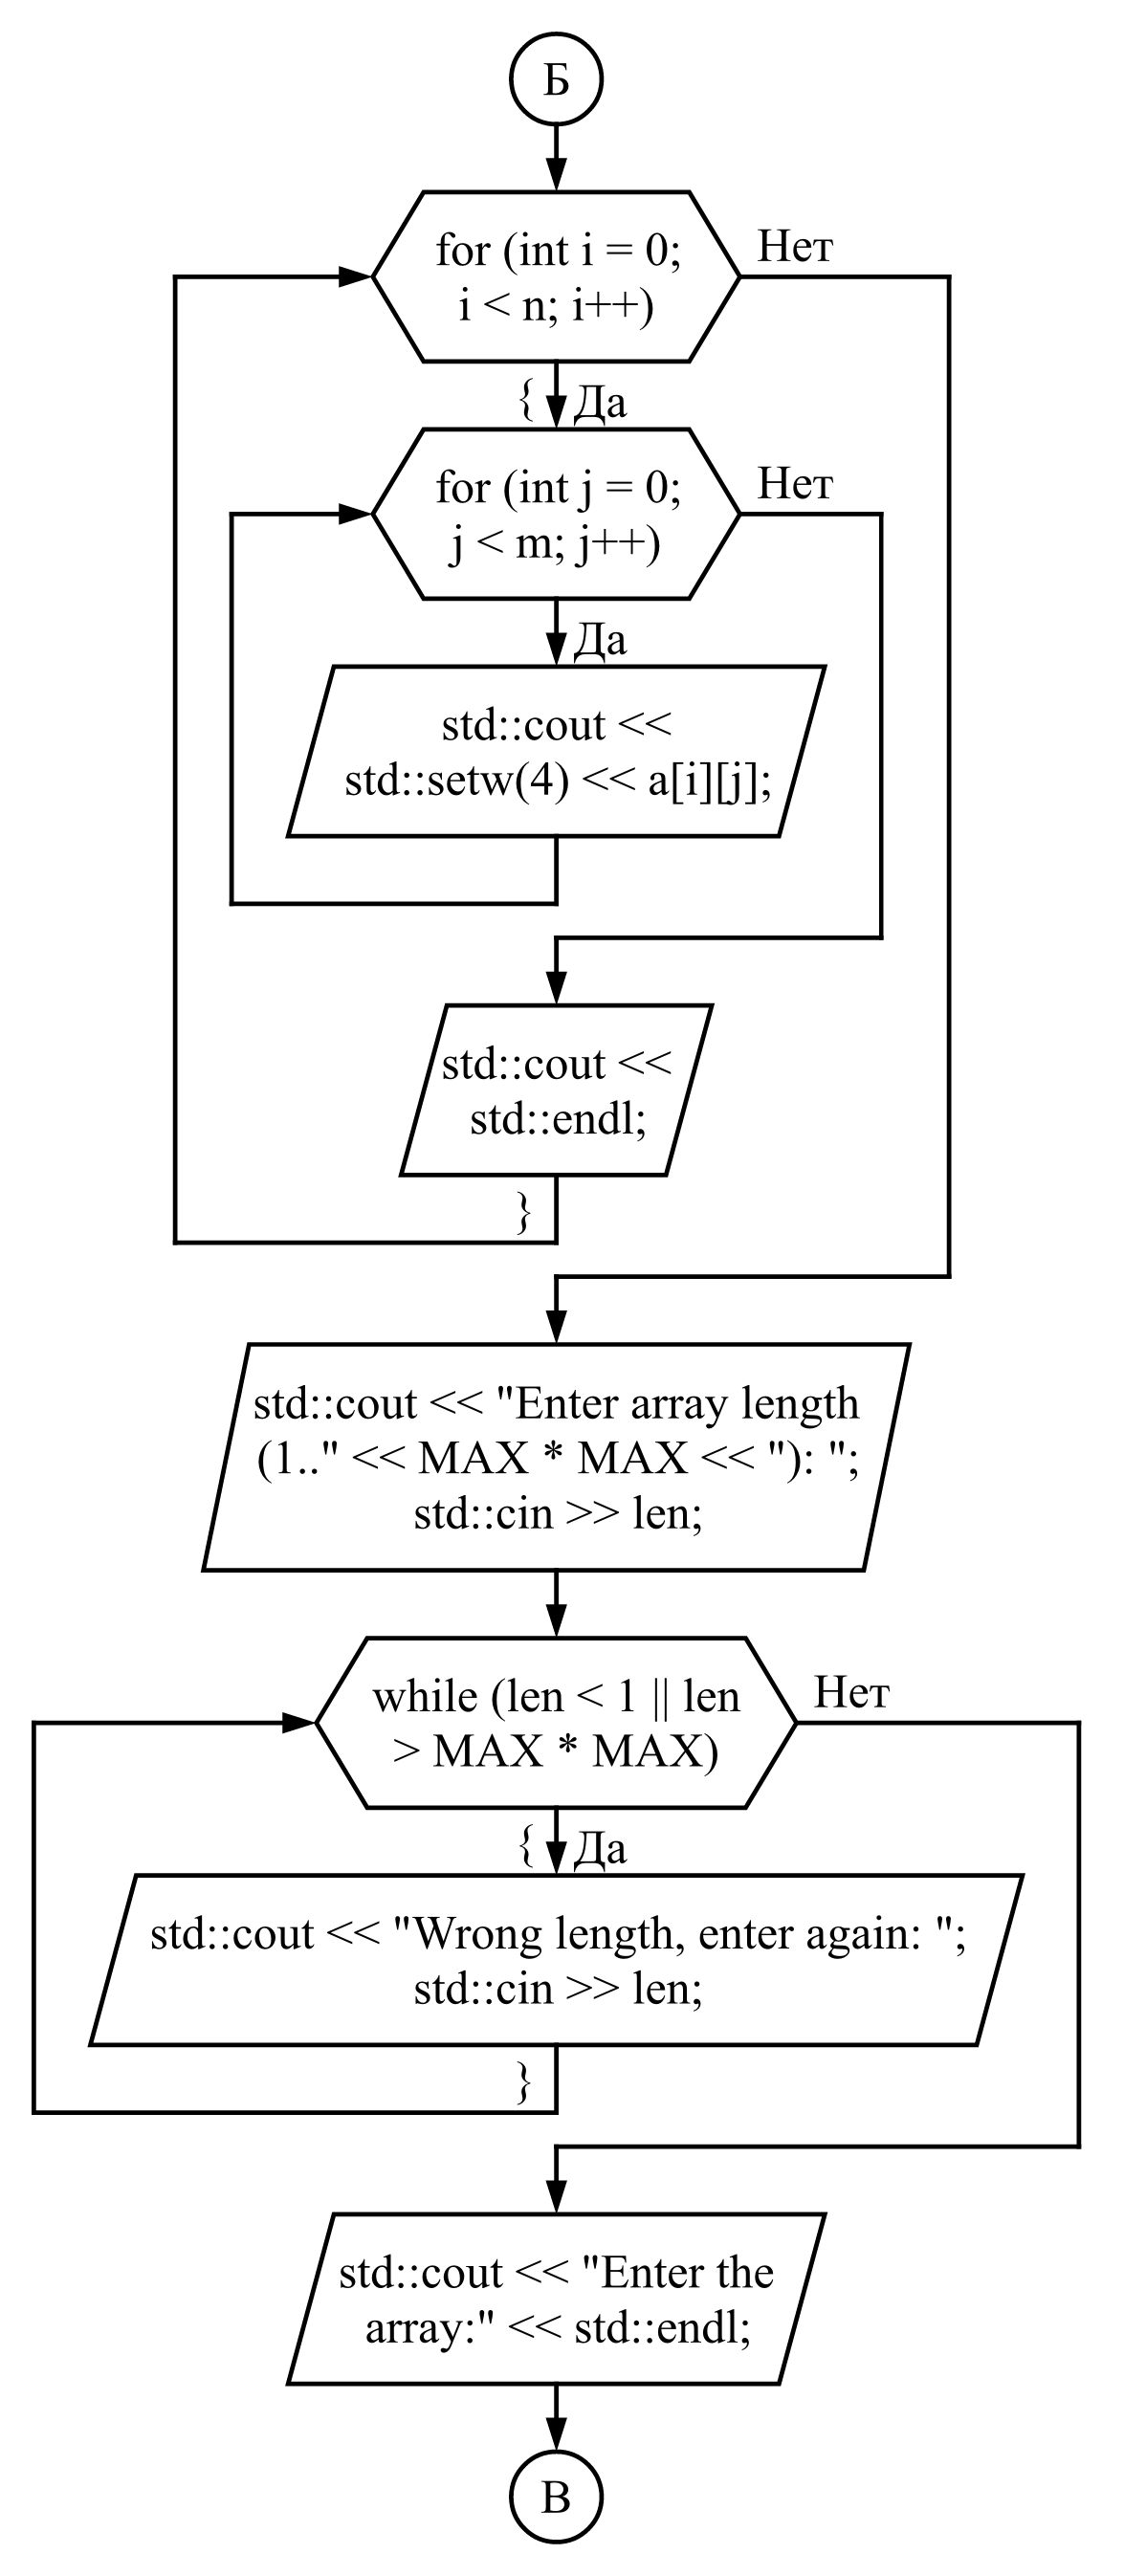 Б
for (int i = 0;
i < n; i++)
Нет
{ Да
for (int j = 0;
j < m; j++)
Нет
Да
std::cout <<
std::setw(4) << a[i][j];
std::cout <<
std::endl;
}
std::cout << "Enter array length
(1.." << MAX * MAX << "): ";
std::cin >> len;
while (len < 1 || len
> MAX * MAX)
Нет
{ Да
std::cout << "Wrong length, enter again: ";
std::cin >> len;
}
std::cout << "Enter the
array:" << std::endl;
В